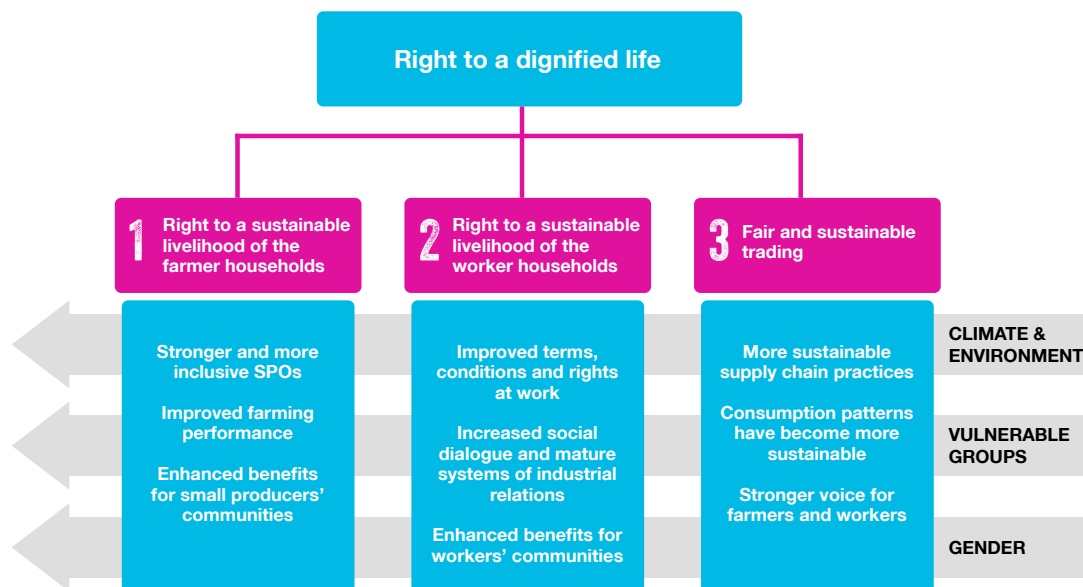 Right to a dignified life
1
Right to a sustainable
livelihood of the
farmer households
2
Right to a sustainable
livelihood of the
worker households
3
Fair and sustainable
trading
Stronger and more
inclusive SPOs
Improved farming
performance
Enhanced benefits
for small producers’
communities
Improved terms,
conditions and rights
at work
Increased social
dialogue and mature
systems of industrial
relations
Enhanced benefits for
workers’ communities
More sustainable
supply chain practices
Consumption patterns
have become more
sustainable
Stronger voice for
farmers and workers
CLIMATE &
ENVIRONMENT
VULNERABLE
GROUPS
GENDER